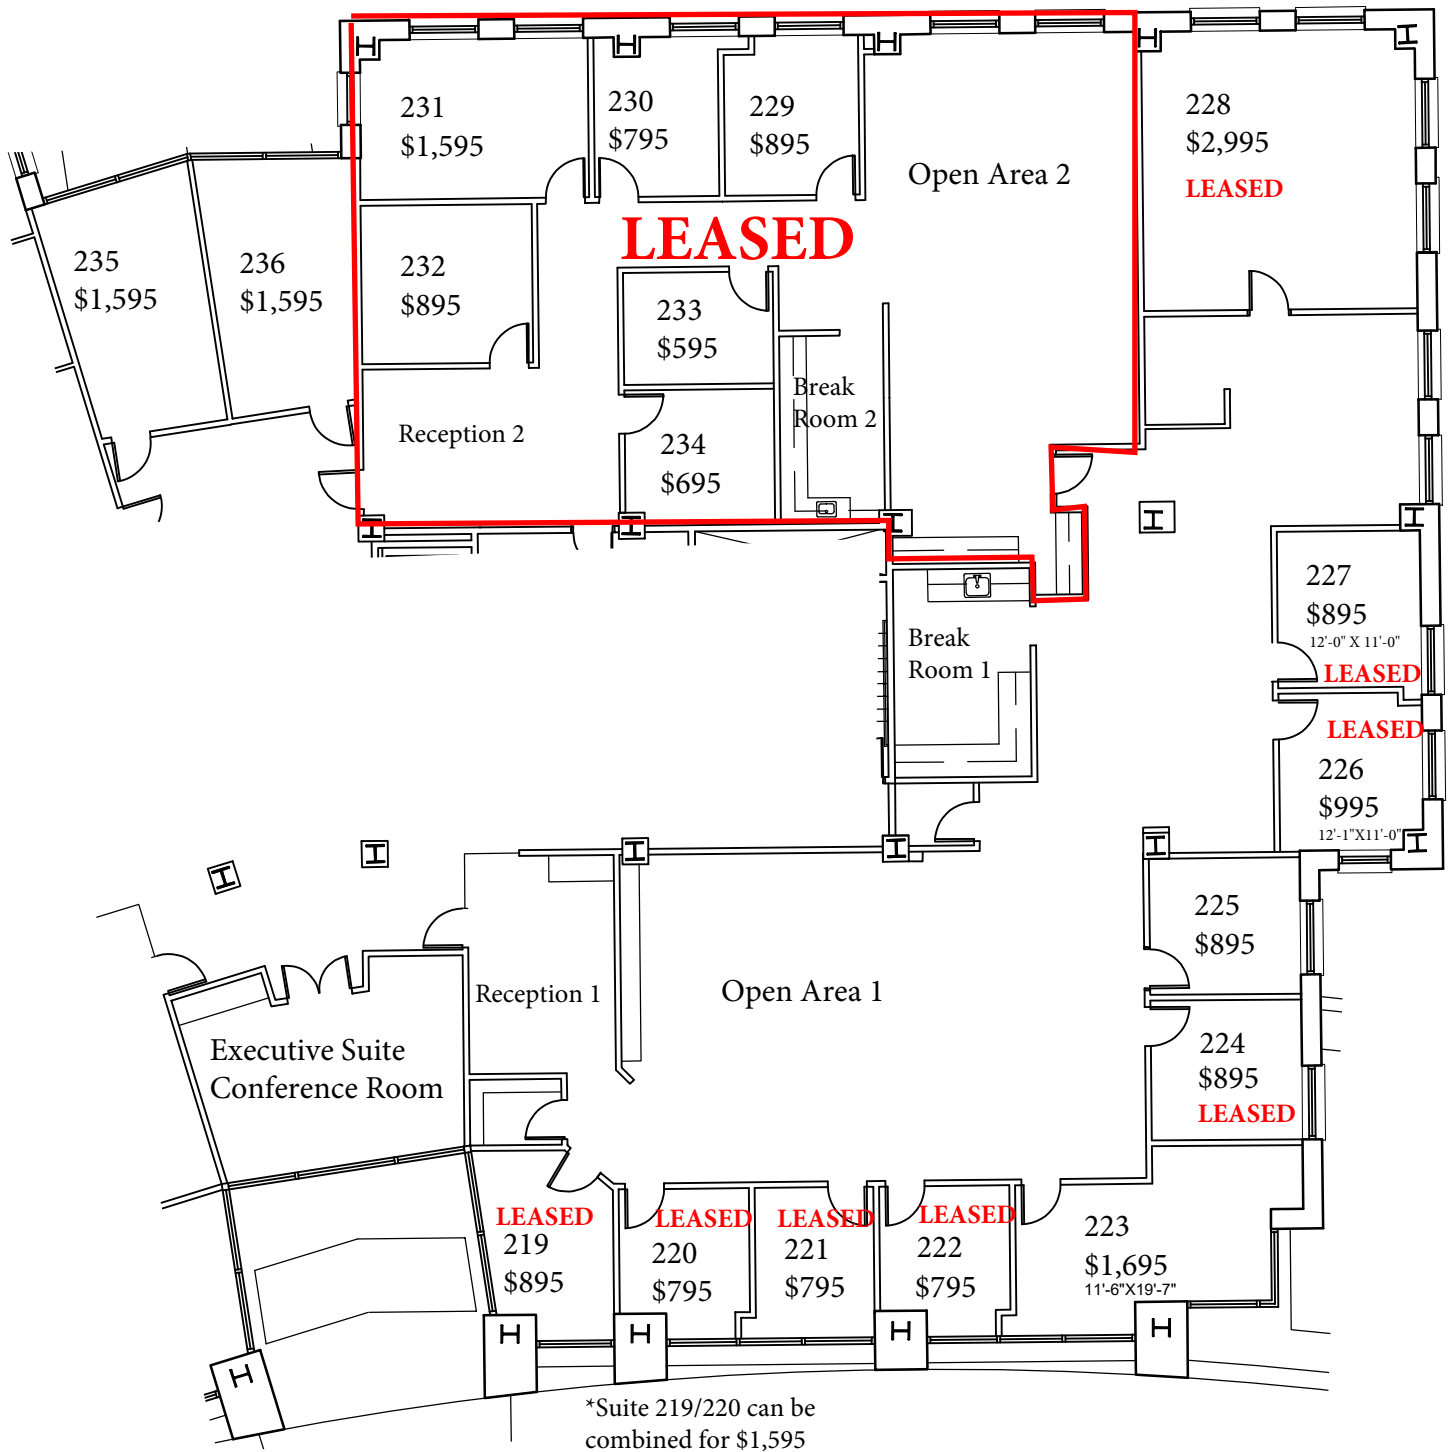 231
$1,595
230
$795
229
$895
Open Area 2
228
$2,995
LEASED
LEASED
235
$1,595
236
$1,595
232
$895
233
$595
Break
Room 2
Reception 2
234
$695
227
$895
12'-0" X 11'-0"
LEASED
Break
Room 1
LEASED
226
$995
12'-1"X11'-0"
225
$895
Reception 1
Open Area 1
Executive Suite
Conference Room
224
$895
LEASED
LEASED
219
$895
LEASED
220
$795
LEASED
221
$795
LEASED
222
$795
223
$1,695
11'-6"X19'-7"
*Suite 219/220 can be
combined for $1,595